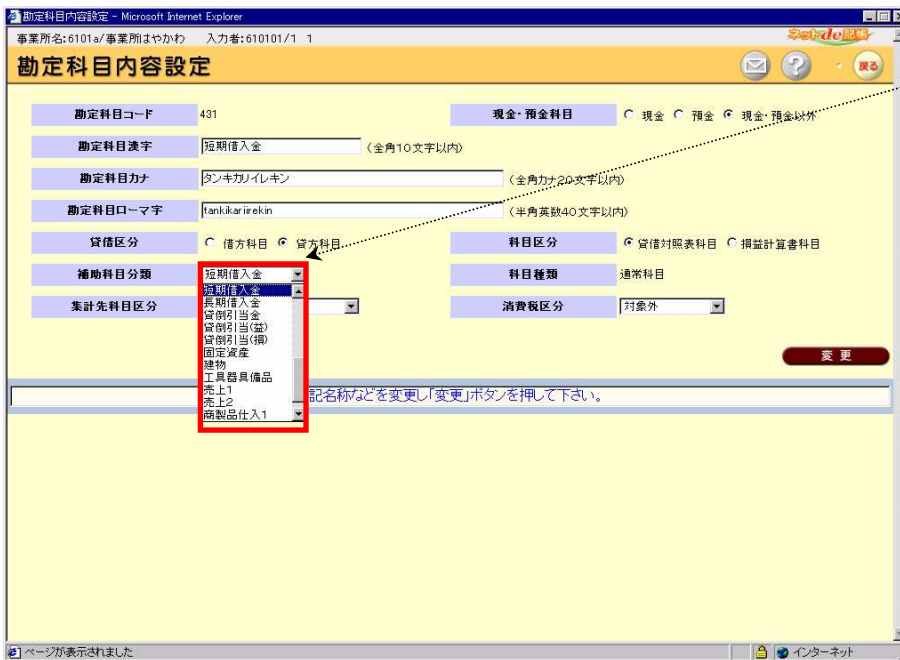 勘定科目内容設定 - Microsoft Internet Explorer
事業所名:6101a/事業所はやかわ 入力者:610101/1 1
ネットde記帳
勘定科目内容設定
戻る
勘定科目コード 431 現金・預金科目 現金 預金 現金・預金以外
勘定科目漢字 短期借入金 (全角10文字以内)
勘定科目カナ タンキカリイレキン (全角カナ20文字以内)
勘定科目ローマ字 tankikariirekin (半角英数40文字以内)
貸借区分 借方科目 貸方科目 科目区分 貸借対照表科目 損益計算書科目
補助科目分類 短期借入金 科目種類 通常科目
集計先科目区分 消費税区分 対象外
短期借入金
長期借入金
貸倒引当金
貸倒引当(益)
貸倒引当(損)
固定資産
建物
工具器具備品
売上1
売上2
商製品仕入1
変更
記名称などを変更し「変更」ボタンを押して下さい。
ページが表示されました インターネット